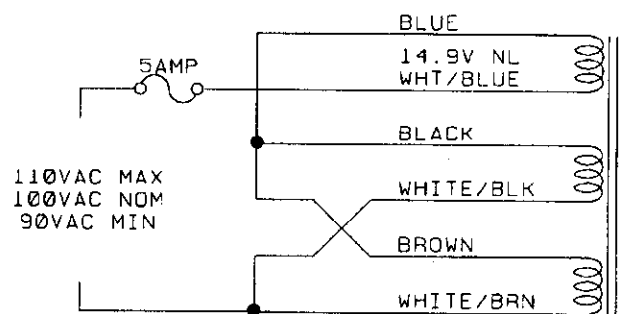 BLUE
5AMP
14.9V NL
WHT/BLUE
BLACK
110VAC MAX
100VAC NOM
90VAC MIN
WHITE/BLK
BROWN
WHITE/BRN